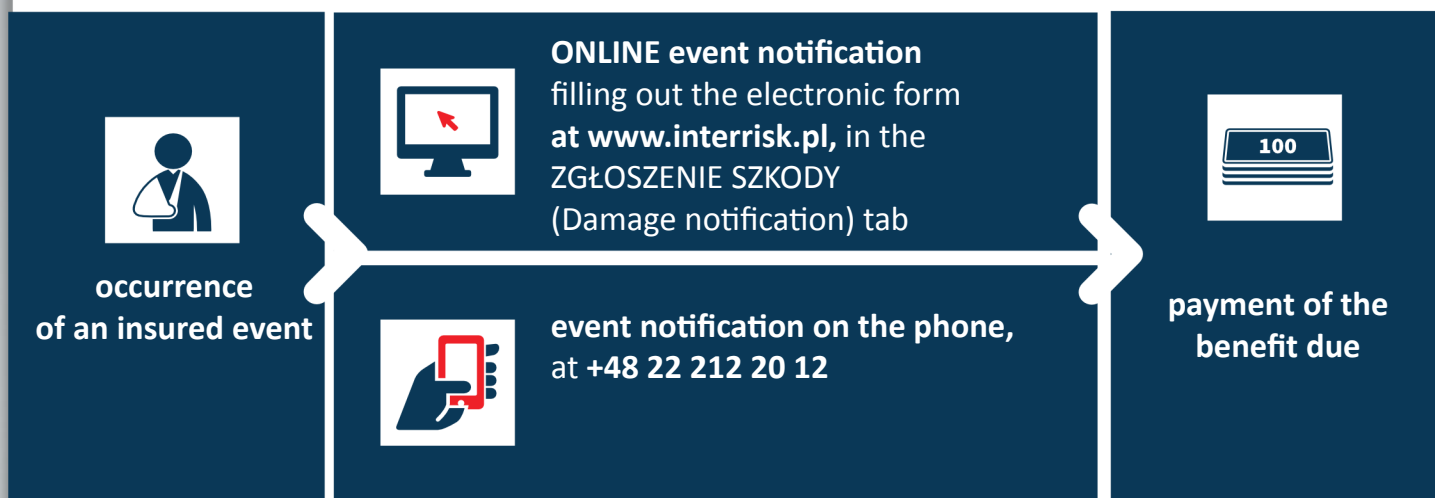 occurrence
of an insured event
ONLINE event notification
filling out the electronic form
at www.interrisk.pl, in the
ZGŁOSZENIE SZKODY
(Damage notification) tab
event notification on the phone,
at +48 22 212 20 12
100
payment of the
benefit due